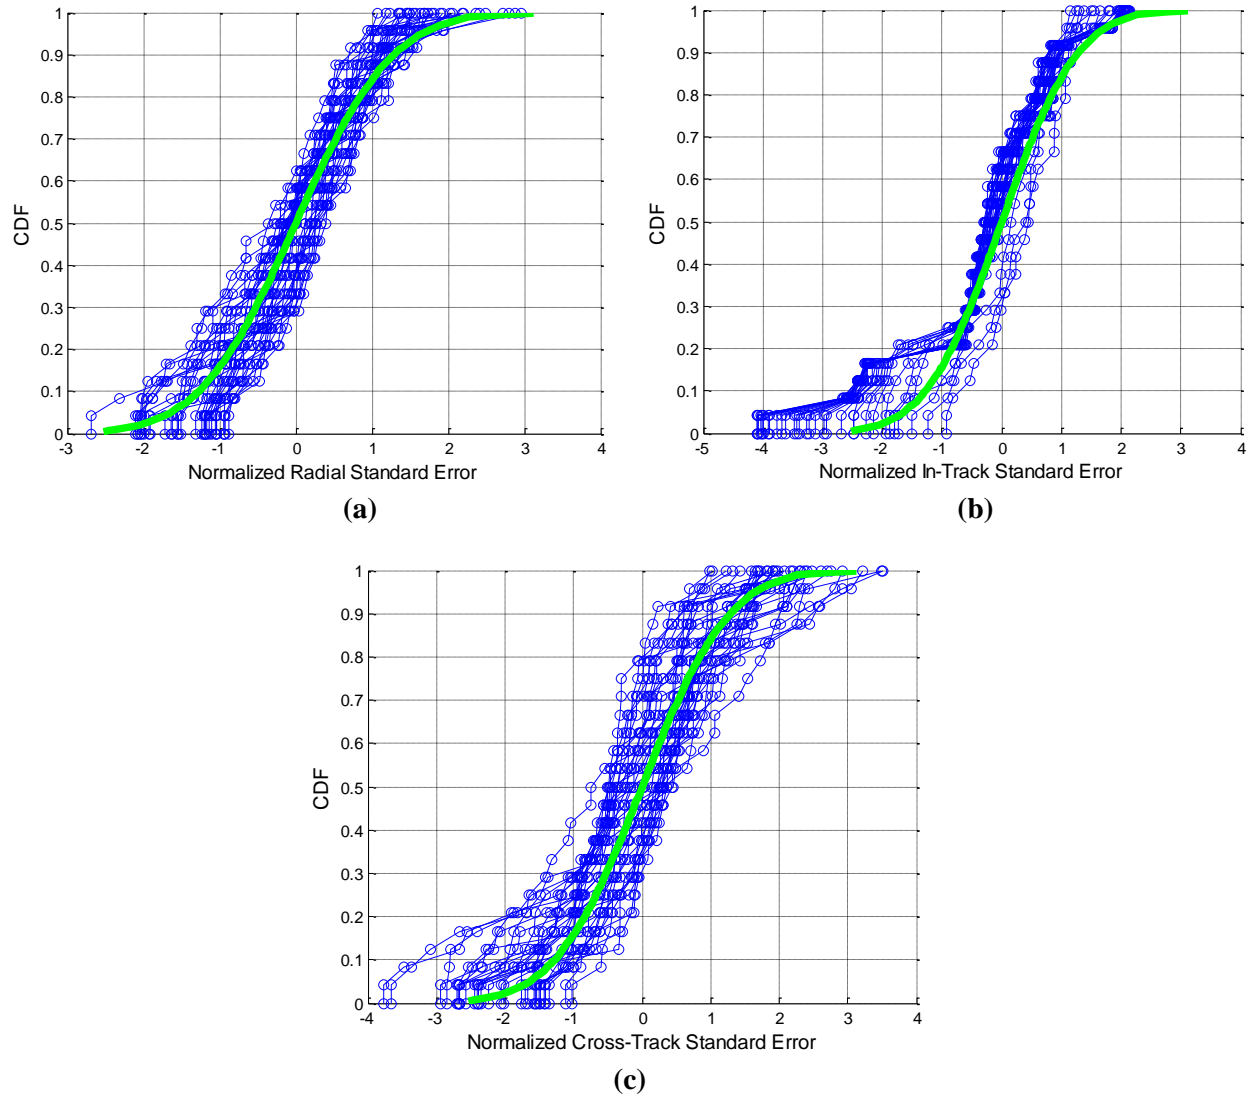 1
0.9
0.8
0.7
0.6
0.5
0.4
0.3
0.2
0.1
0
CDF
-3 -2 -1 0 1 2 3 4
Normalized Radial Standard Error
(a)
1
0.9
0.8
0.7
0.6
0.5
0.4
0.3
0.2
0.1
0
CDF
-5 -4 -3 -2 -1 0 1 2 3 4
Normalized In-Track Standard Error
(b)
1
0.9
0.8
0.7
0.6
0.5
0.4
0.3
0.2
0.1
0
CDF
-4 -3 -2 -1 0 1 2 3 4
Normalized Cross-Track Standard Error
(c)